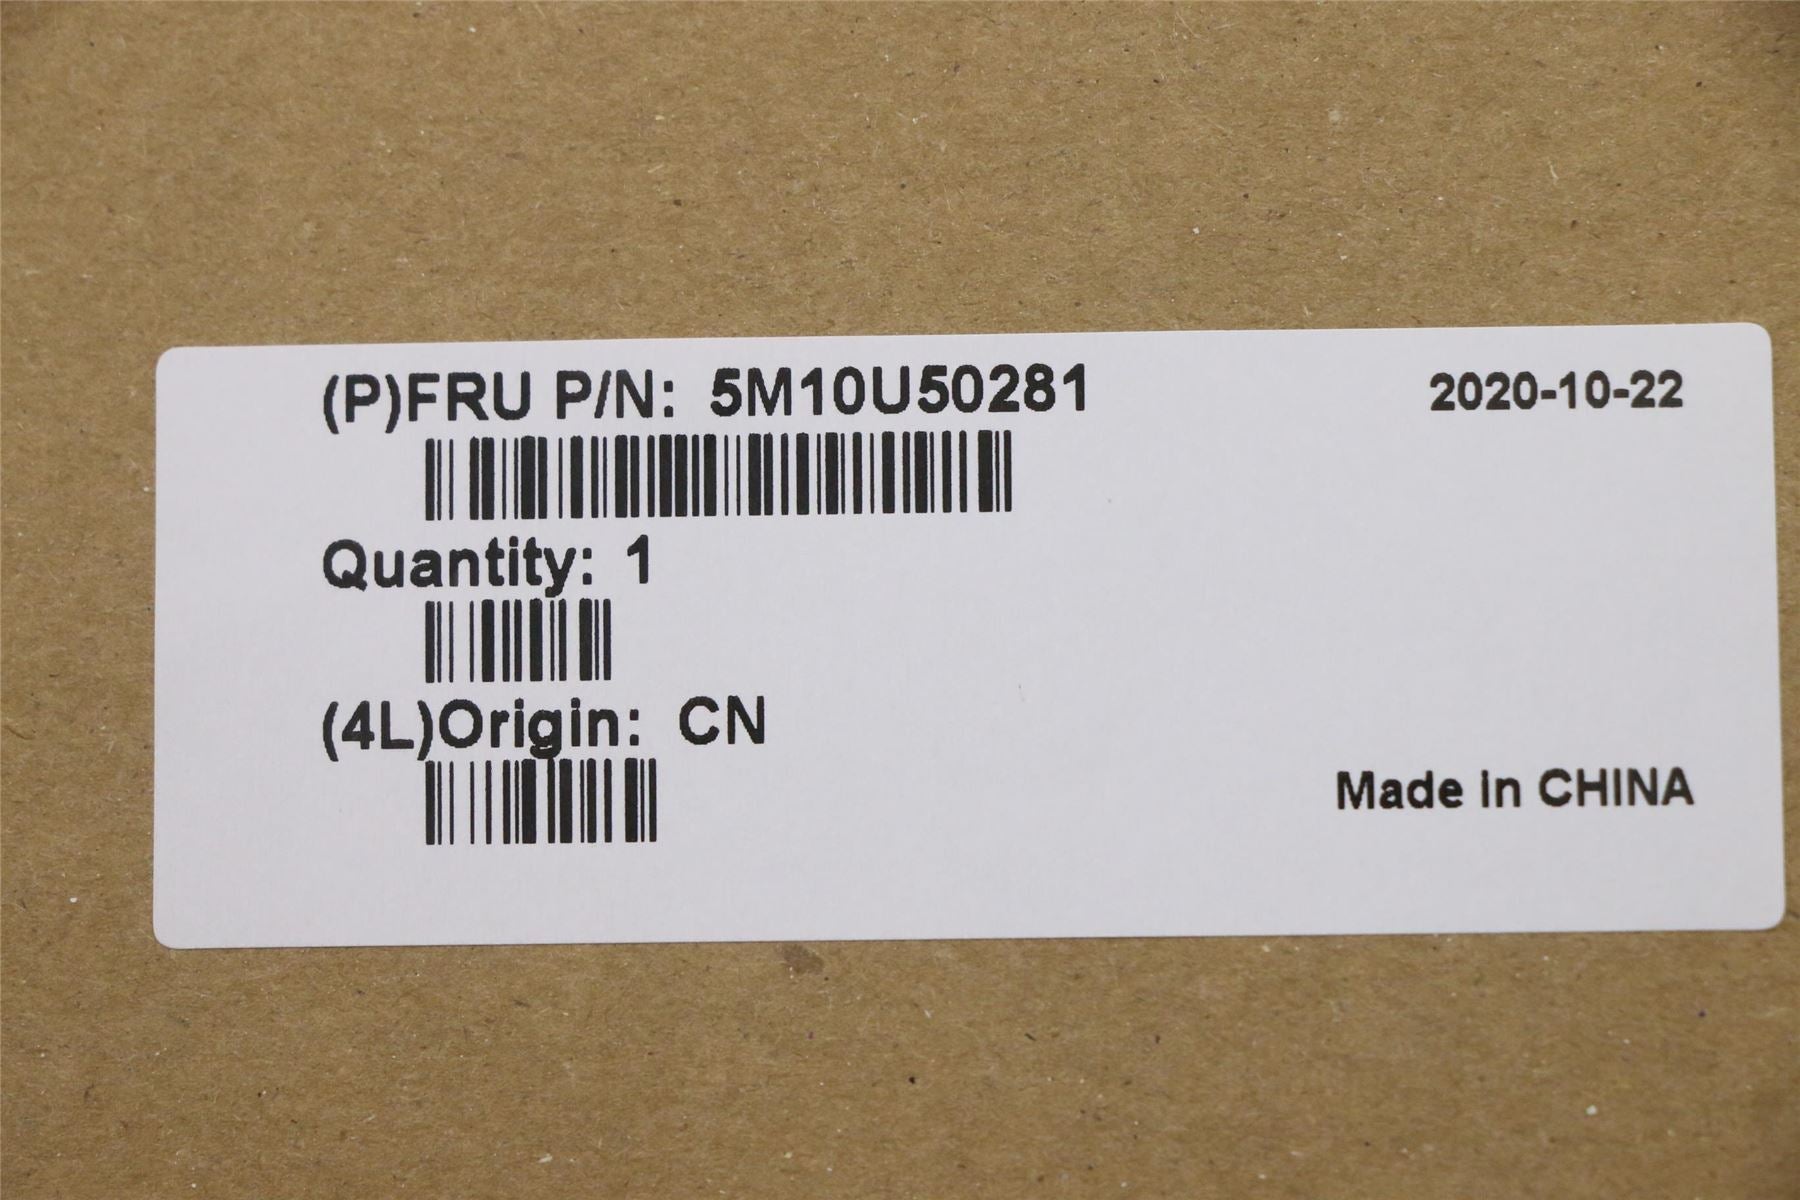 (P)FRU P/N: 5M10U50281
2020-10-22
Quantity: 1
(4L)Origin: CN
Made in CHINA